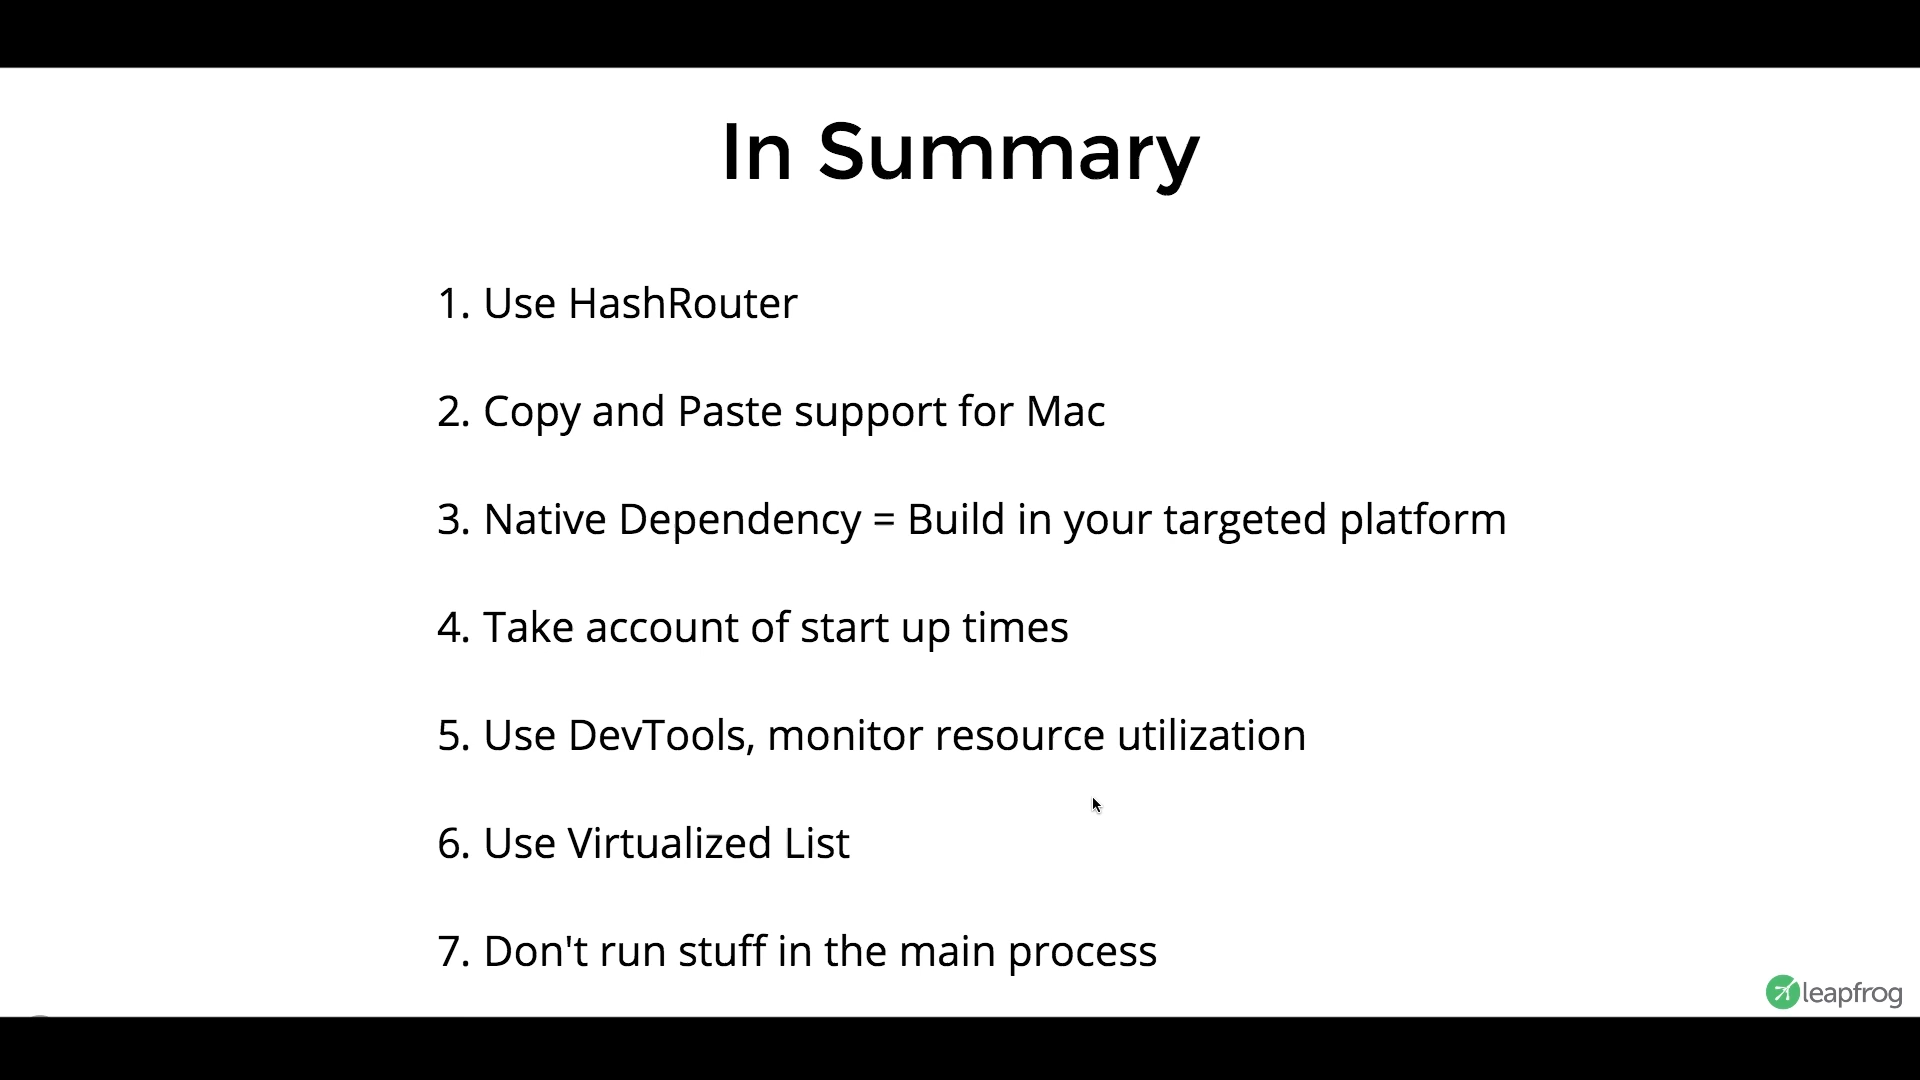 In Summary
1. Use HashRouter
2. Copy and Paste support for Mac
3. Native Dependency = Build in your targeted platform
4. Take account of start up times
5. Use DevTools, monitor resource utilization
6. Use Virtualized List
7. Don't run stuff in the main process
leapfrog